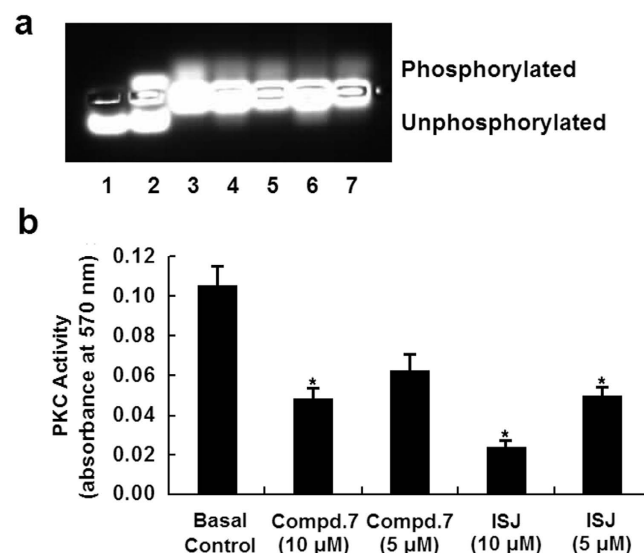 a
Phosphorylated
Unphosphorylated
1 2 3 4 5 6 7
b
PKC Activity
(absorbance at 570 nm)
0.12
0.10
0.08
0.06
0.04
0.02
0.00
*
*
*
Basal Control
Compd.7 (10 µM)
Compd.7 (5 µM)
ISJ (10 µM)
ISJ (5 µM)